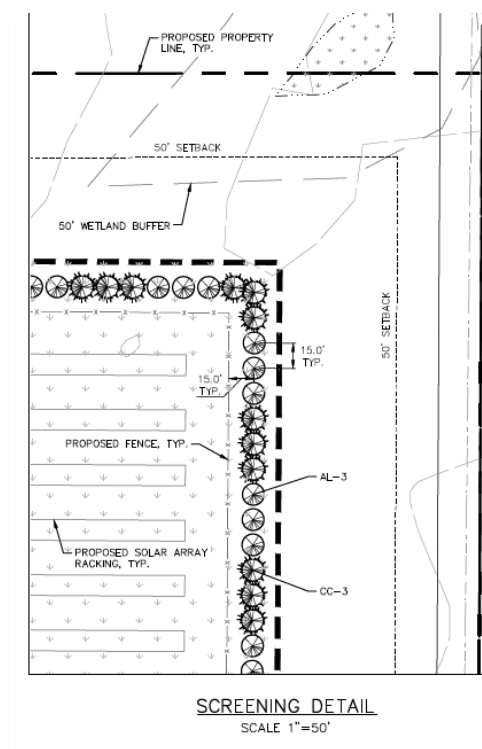 PROPOSED PROPERTY
LINE, TYP.
50' SETBACK
50' WETLAND BUFFER
50' SETBACK
15.0'
TYP.
15.0'
TYP.
PROPOSED FENCE, TYP.
AL-3
PROPOSED SOLAR ARRAY
RACKING, TYP.
CC-3
SCREENING DETAIL
SCALE 1"=50'